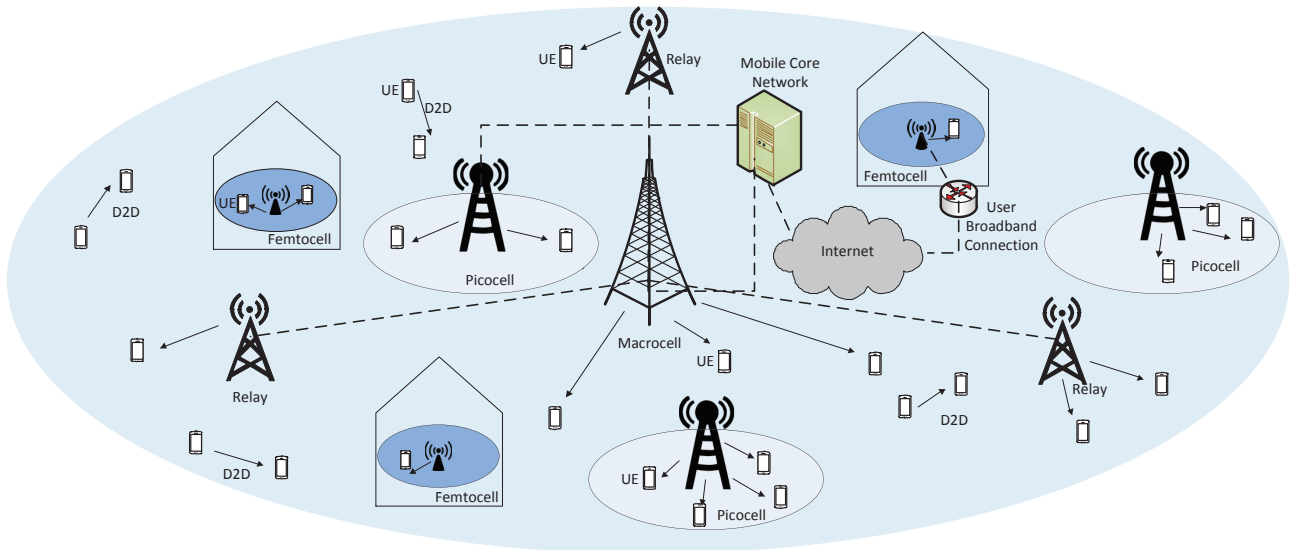 UE
Relay
Mobile Core
Network
UE
D2D
Femtocell
D2D
UE
Femtocell
User
Broadband
Connection
Internet
Picocell
Picocell
Macrocell
UE
Relay
Relay
D2D
D2D
UE
Femtocell
Picocell